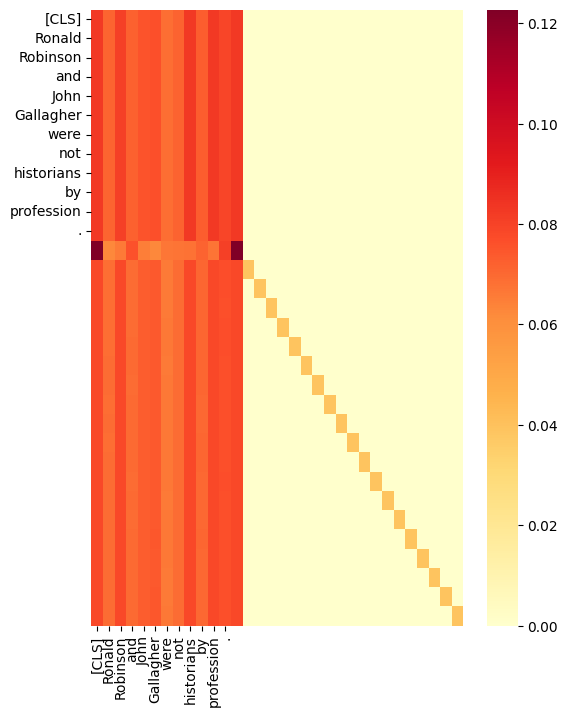 [CLS]
Ronald
Robinson
and
John
Gallagher
were
not
historians
by
profession
.
0.12
0.10
0.08
0.06
0.04
0.02
0.00
[CLS]
Ronald
Robinson
and
John
Gallagher
were
not
historians
by
profession
.